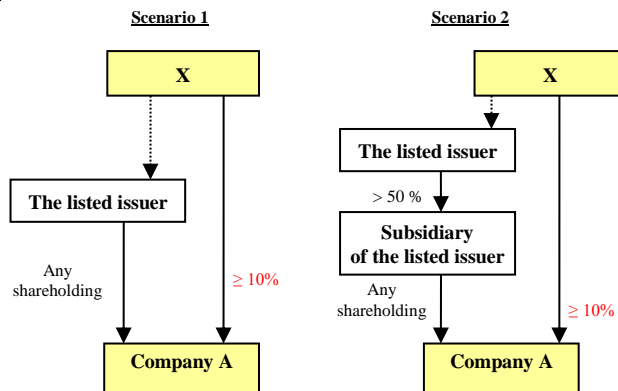 Scenario 1
X
The listed issuer
Any
shareholding
≥ 10%
Company A
Scenario 2
X
The listed issuer
> 50 %
Subsidiary
of the listed issuer
Any
shareholding
≥ 10%
Company A